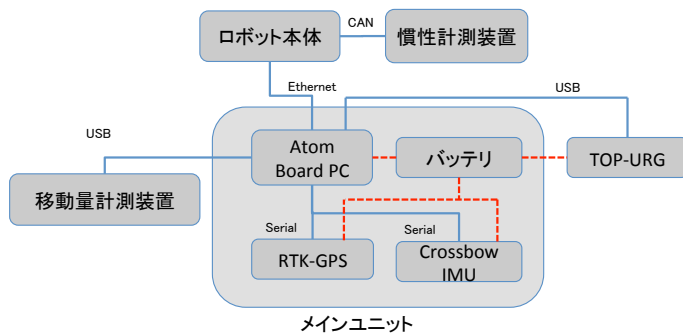 CAN
ロボット本体
慣性計測装置
Ethernet
USB
USB
Atom
Board PC
バッテリ
TOP-URG
移動量計測装置
Serial
Serial
RTK-GPS
Crossbow
IMU
メインユニット